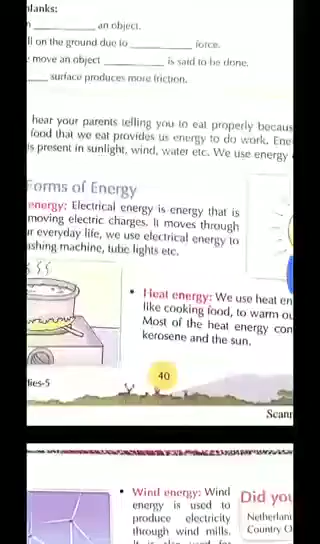 lanks:
an object.
ll on the ground due to __________ force.
move an object __________ is said to be done.
____ surface produces more friction.
hear your parents telling you to eat properly becaus
food that we eat provides us energy to do work. Ene
is present in sunlight, wind, water etc. We use energy
Forms of Energy
energy: Electrical energy is energy that is
moving electric charges. It moves through
ur everyday life, we use electrical energy to
ashing machine, tube lights etc.
• Heat energy: We use heat en
like cooking food, to warm ou
Most of the heat energy com
kerosene and the sun.
40
ies-5
Scann
• Wind energy: Wind
energy is used to
produce electricity
through wind mills.
Did you
Netherlan
Country O